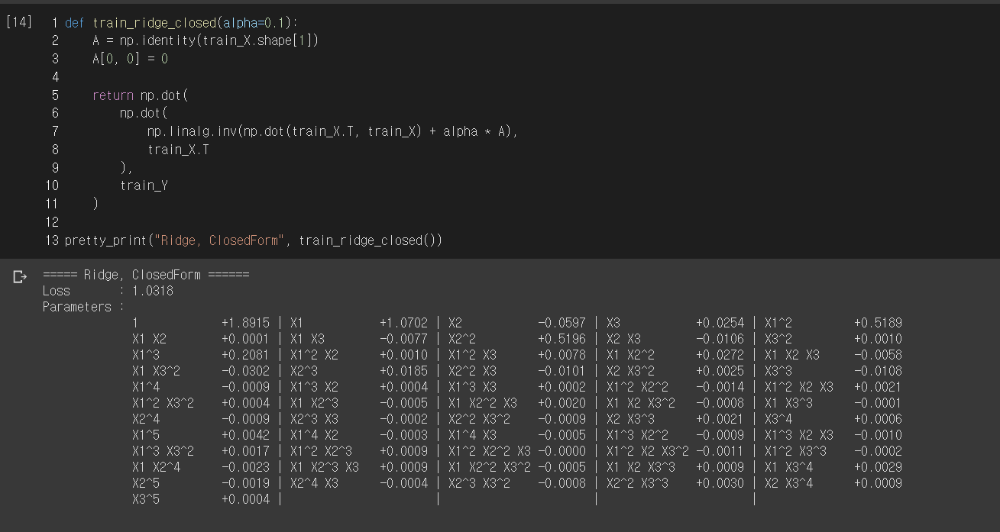 [14] 1 def train_ridge_closed(alpha=0.1):
2 A = np.identity(train_X.shape[1])
3 A[0, 0] = 0
4
5 return np.dot(
6 np.dot(
7 np.linalg.inv(np.dot(train_X.T, train_X) + alpha * A),
8 train_X.T
9 ),
10 train_Y
11 )
12
13 pretty_print("Ridge, ClosedForm", train_ridge_closed())
===== Ridge, ClosedForm ======
Loss : 1.0318
Parameters :
1 +1.8915 | X1 +1.0702 | X2 -0.0597 | X3 +0.0254 | X1^2 +0.5189
X1 X2 +0.0001 | X1 X3 -0.0077 | X2^2 +0.5196 | X2 X3 -0.0106 | X3^2 +0.0010
X1^3 +0.2081 | X1^2 X2 +0.0010 | X1^2 X3 +0.0078 | X1 X2^2 +0.0272 | X1 X2 X3 -0.0058
X1 X3^2 -0.0302 | X2^3 +0.0185 | X2^2 X3 -0.0101 | X2 X3^2 +0.0025 | X3^3 -0.0108
X1^4 -0.0009 | X1^3 X2 +0.0004 | X1^3 X3 +0.0002 | X1^2 X2^2 -0.0014 | X1^2 X2 X3 +0.0021
X1^2 X3^2 +0.0004 | X1 X2^3 -0.0005 | X1 X2^2 X3 +0.0020 | X1 X2 X3^2 -0.0008 | X1 X3^3 -0.0001
X2^4 -0.0009 | X2^3 X3 -0.0002 | X2^2 X3^2 -0.0009 | X2 X3^3 +0.0021 | X3^4 +0.0006
X1^5 +0.0042 | X1^4 X2 -0.0003 | X1^4 X3 -0.0005 | X1^3 X2^2 -0.0009 | X1^3 X2 X3 -0.0010
X1^3 X3^2 +0.0017 | X1^2 X2^3 +0.0009 | X1^2 X2^2 X3 -0.0000 | X1^2 X2 X3^2 -0.0011 | X1^2 X3^3 -0.0002
X1 X2^4 -0.0023 | X1 X2^3 X3 +0.0009 | X1 X2^2 X3^2 -0.0005 | X1 X2 X3^3 +0.0009 | X1 X3^4 +0.0029
X2^5 -0.0019 | X2^4 X3 -0.0004 | X2^3 X3^2 -0.0008 | X2^2 X3^3 +0.0030 | X2 X3^4 +0.0009
X3^5 +0.0004 | | | |